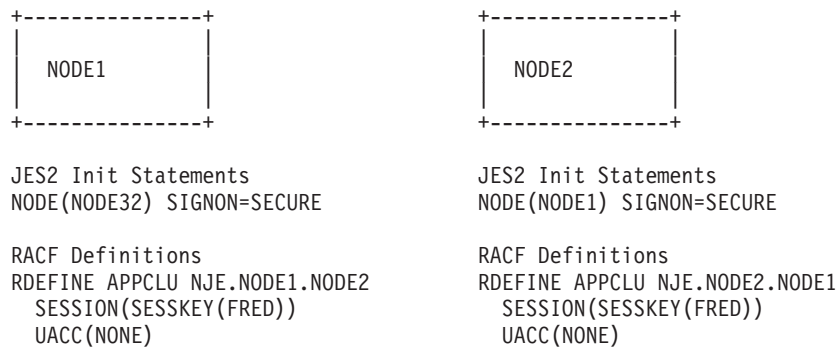 NODE1
JES2 Init Statements
NODE(NODE32) SIGNON=SECURE
RACF Definitions
RDEFINE APPCLU NJE.NODE1.NODE2
SESSION(SESSKEY(FRED))
UACC(NONE)
NODE2
JES2 Init Statements
NODE(NODE1) SIGNON=SECURE
RACF Definitions
RDEFINE APPCLU NJE.NODE2.NODE1
SESSION(SESSKEY(FRED))
UACC(NONE)